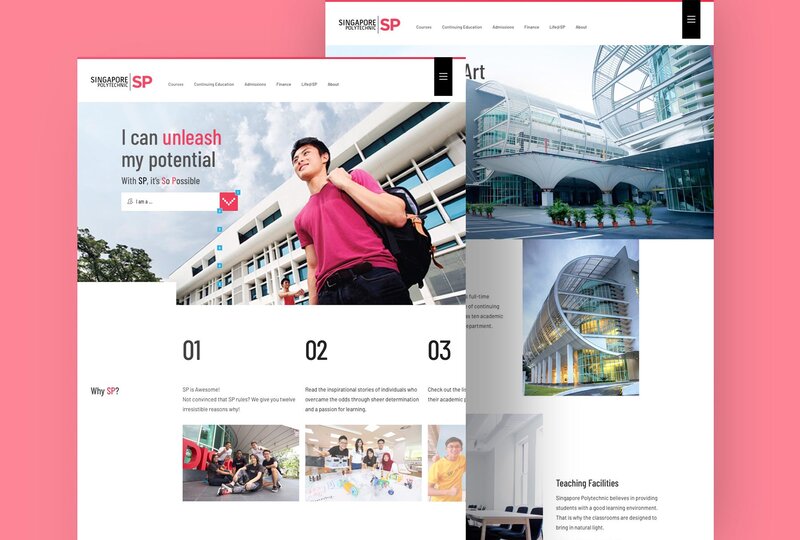 SINGAPORE
POLYTECHNIC
SP
Courses
Continuing Education
Admissions
Finance
Life@SP
About
I can unleash
my potential
With SP, it's So Possible
I am a ...
Why SP?
01
SP is Awesome!
Not convinced that SP rules? We give you twelve
irresistible reasons why!
02
Read the inspirational stories of individuals who
overcame the odds through sheer determination
and a passion for learning.
03
Check out the
their academic
SINGAPORE
POLYTECHNIC
SP
Courses
Continuing Education
Admissions
Finance
Life@SP
About
Art
full-time
of continuing
ten academic
Teaching Facilities
Singapore Polytechnic believes in providing
students with a good learning environment.
That is why the classrooms are designed to
bring in natural light.